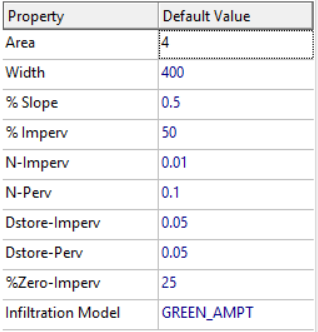 Property Default Value
Area 4
Width 400
% Slope 0.5
% Imperv 50
N-Imperv 0.01
N-Perv 0.1
Dstore-Imperv 0.05
Dstore-Perv 0.05
%Zero-Imperv 25
Infiltration Model GREEN_AMPT